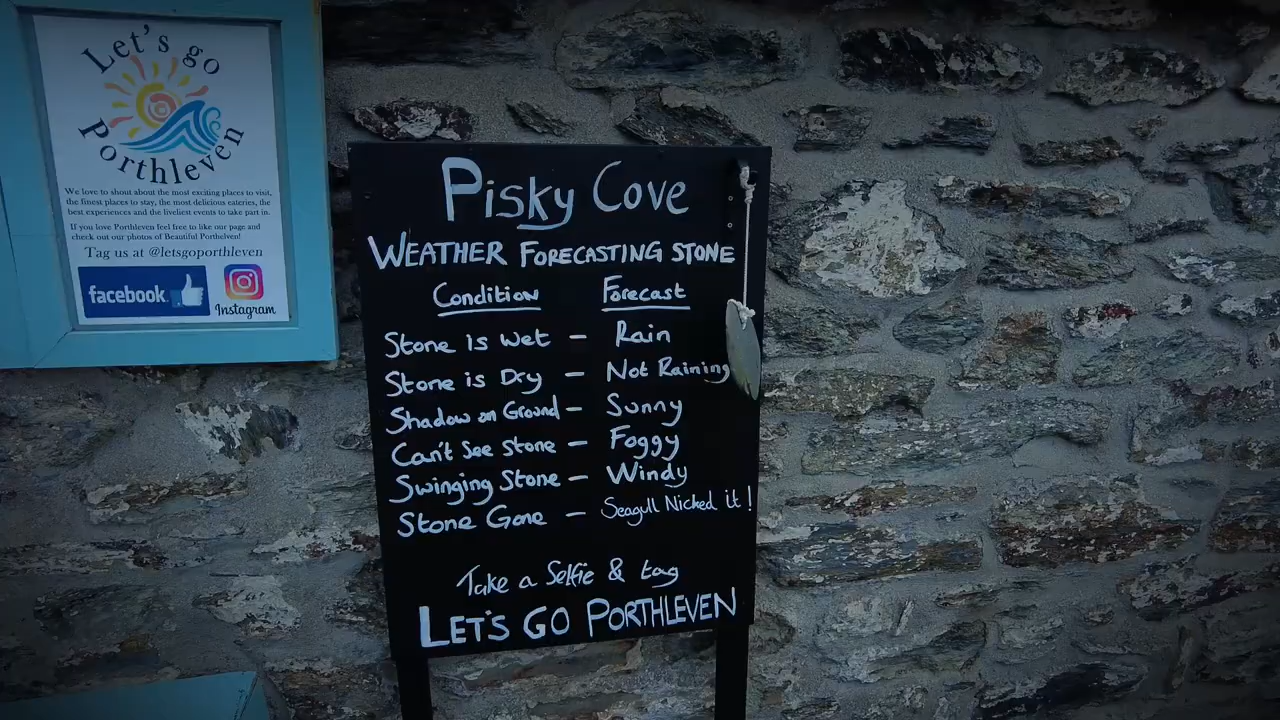 Let's go
Porthleven
We love to shout about the most exciting places to visit,
the finest places to stay, the most delicious eateries, the
best experiences and the liveliest events to take part in.
If you love Porthleven feel free to like our page and
check out our photos of Beautiful Porthelven!
Tag us at @letsgoporthleven
facebook
Instagram
Pisky Cove
WEATHER FORECASTING STONE
Condition Forecast
Stone is Wet – Rain
Stone is Dry – Not Raining
Shadow on Ground – Sunny
Can't See Stone – Foggy
Swinging Stone – Windy
Stone Gone – Seagull Nicked it!
Take a Selfie & tag
LET'S GO PORTHLEVEN